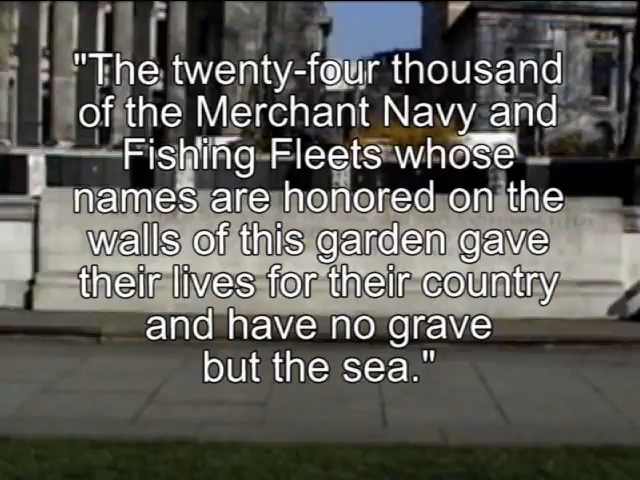 "The twenty-four thousand
of the Merchant Navy and
Fishing Fleets whose
names are honored on the
walls of this garden gave
their lives for their country
and have no grave
but the sea."